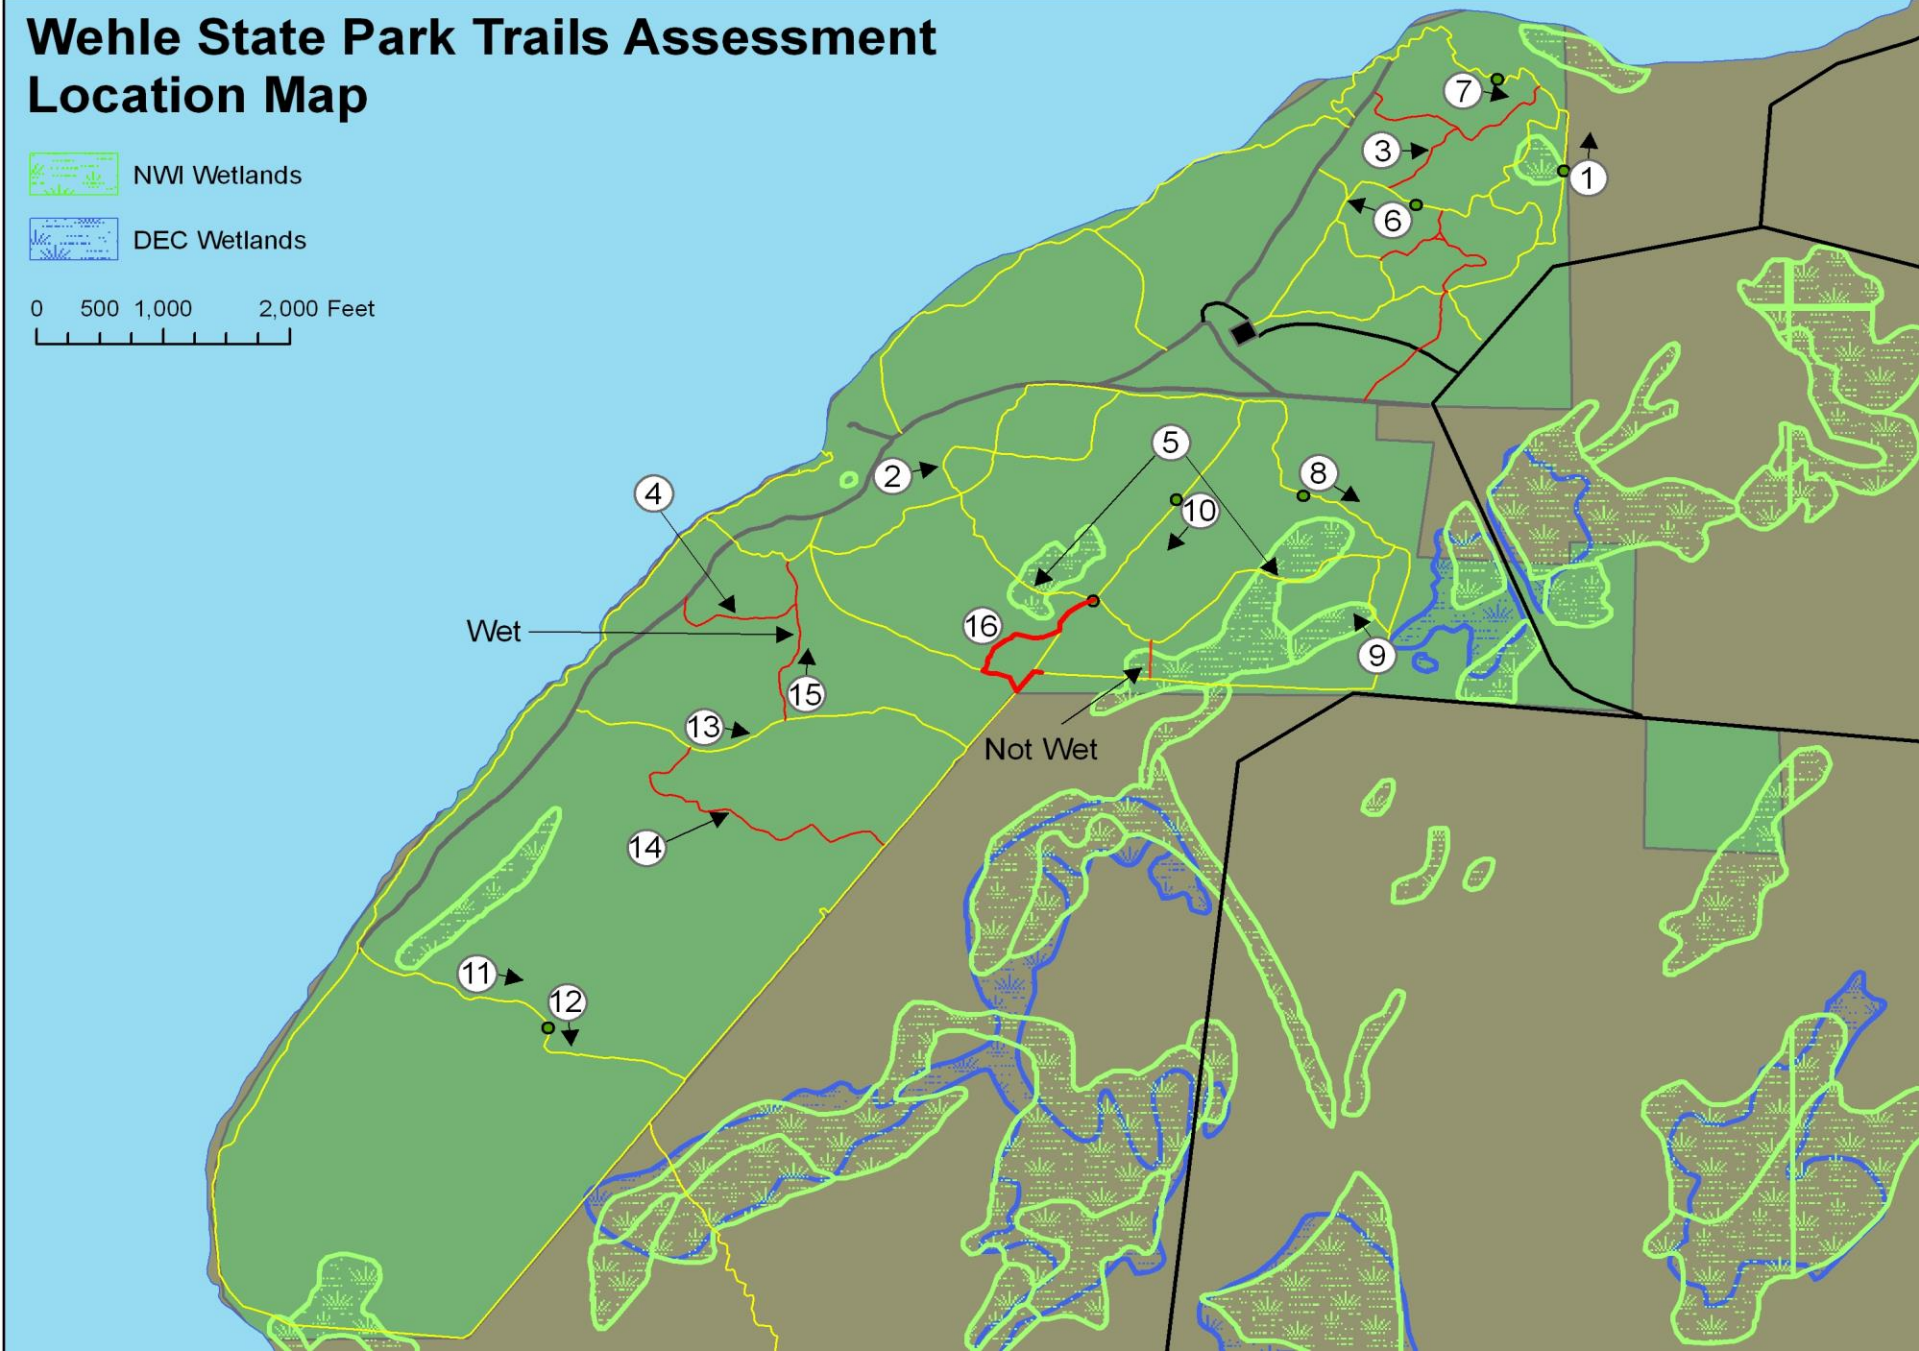 Wehle State Park Trails Assessment
Location Map
NWI Wetlands
DEC Wetlands
0 500 1,000 2,000 Feet
7
3
1
6
5
2
8
4
10
16
Wet
9
15
13
Not Wet
14
11
12